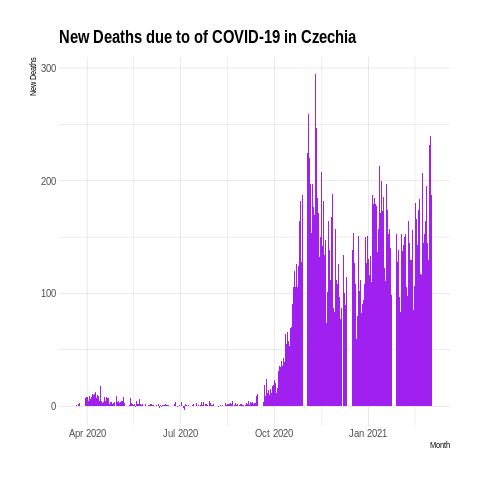 New Deaths due to of COVID-19 in Czechia
New Deaths
300
200
100
0
Apr 2020
Jul 2020
Oct 2020
Jan 2021
Month